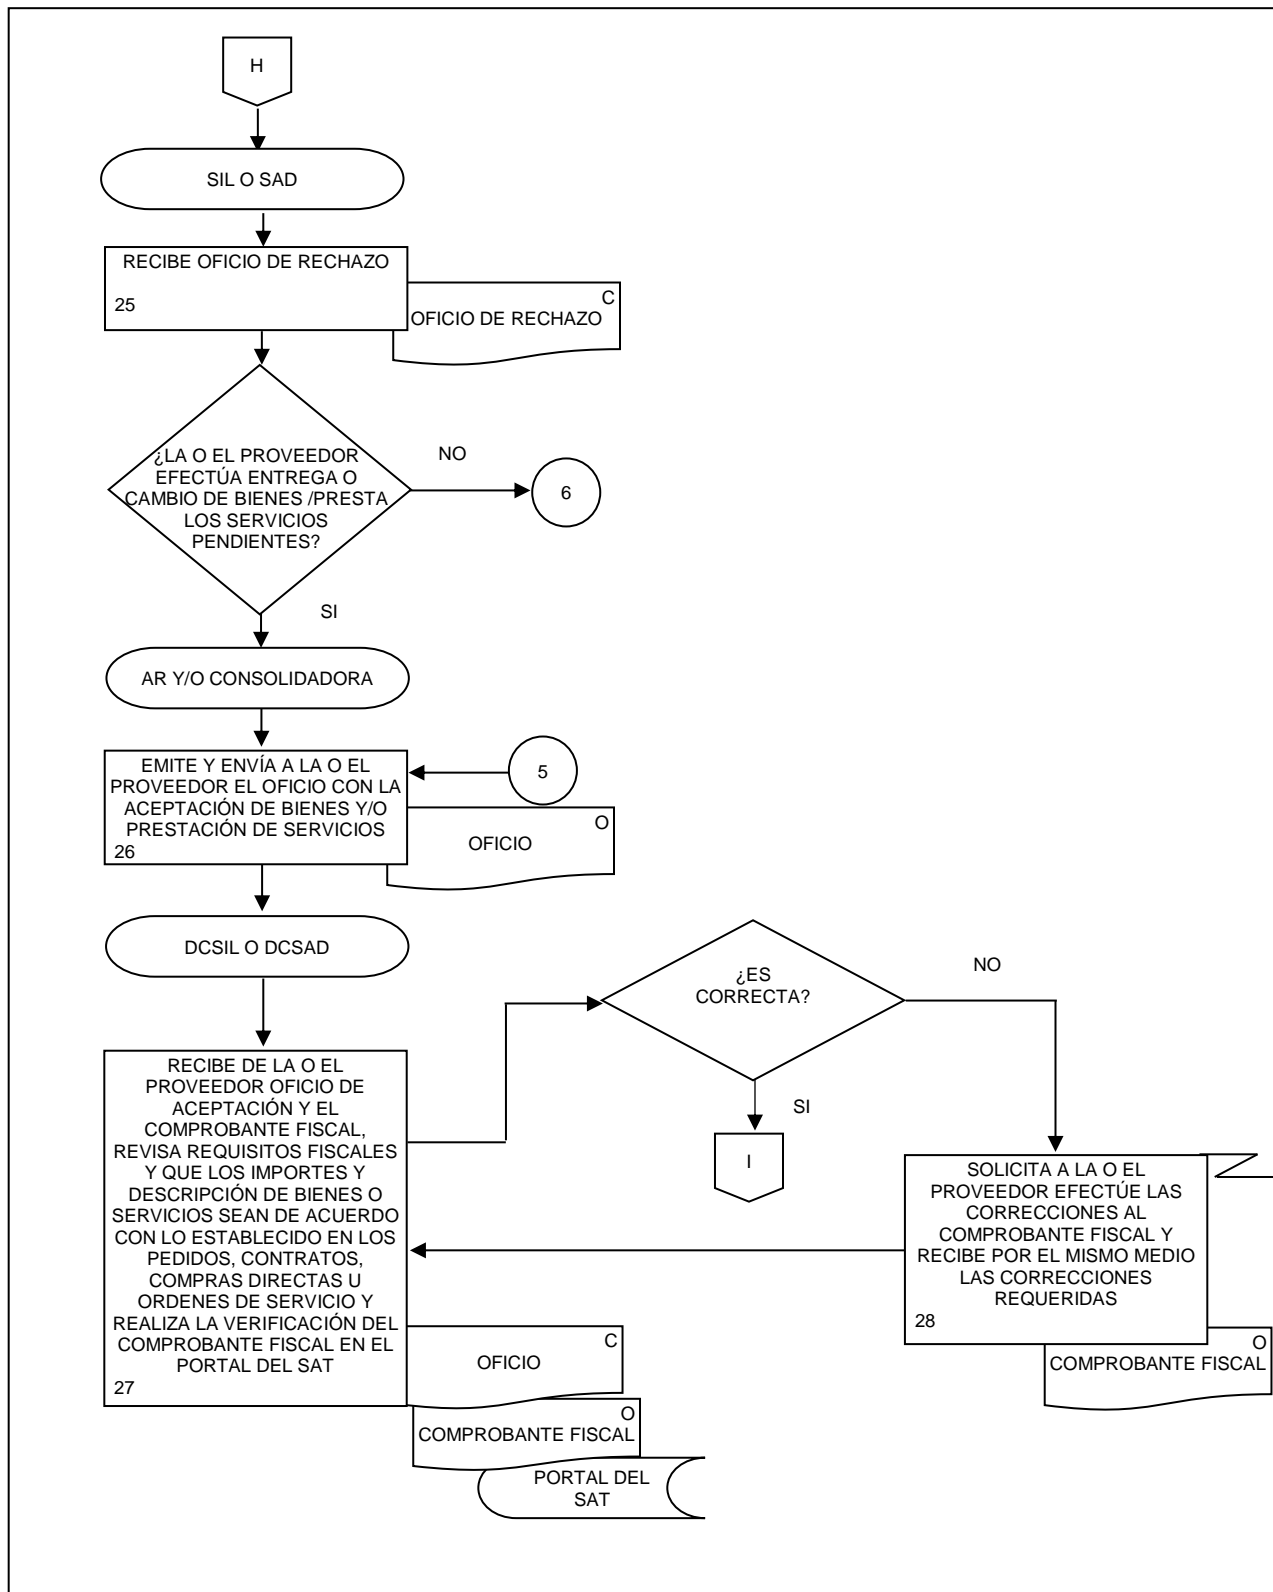 H
SIL O SAD
RECIBE OFICIO DE RECHAZO
25
C
OFICIO DE RECHAZO
¿LA O EL PROVEEDOR
EFECTÚA ENTREGA O
CAMBIO DE BIENES /PRESTA
LOS SERVICIOS
PENDIENTES?
NO
6
SI
AR Y/O CONSOLIDADORA
EMITE Y ENVÍA A LA O EL
PROVEEDOR EL OFICIO CON LA
ACEPTACIÓN DE BIENES Y/O
PRESTACIÓN DE SERVICIOS
26
5
O
OFICIO
DCSIL O DCSAD
RECIBE DE LA O EL
PROVEEDOR OFICIO DE
ACEPTACIÓN Y EL
COMPROBANTE FISCAL,
REVISA REQUISITOS FISCALES
Y QUE LOS IMPORTES Y
DESCRIPCIÓN DE BIENES O
SERVICIOS SEAN DE ACUERDO
CON LO ESTABLECIDO EN LOS
PEDIDOS, CONTRATOS,
COMPRAS DIRECTAS U
ORDENES DE SERVICIO Y
REALIZA LA VERIFICACIÓN DEL
COMPROBANTE FISCAL EN EL
PORTAL DEL SAT
27
C
OFICIO
O
COMPROBANTE FISCAL
PORTAL DEL
SAT
¿ES
CORRECTA?
NO
SI
I
SOLICITA A LA O EL
PROVEEDOR EFECTÚE LAS
CORRECCIONES AL
COMPROBANTE FISCAL Y
RECIBE POR EL MISMO MEDIO
LAS CORRECCIONES
REQUERIDAS
28
O
COMPROBANTE FISCAL